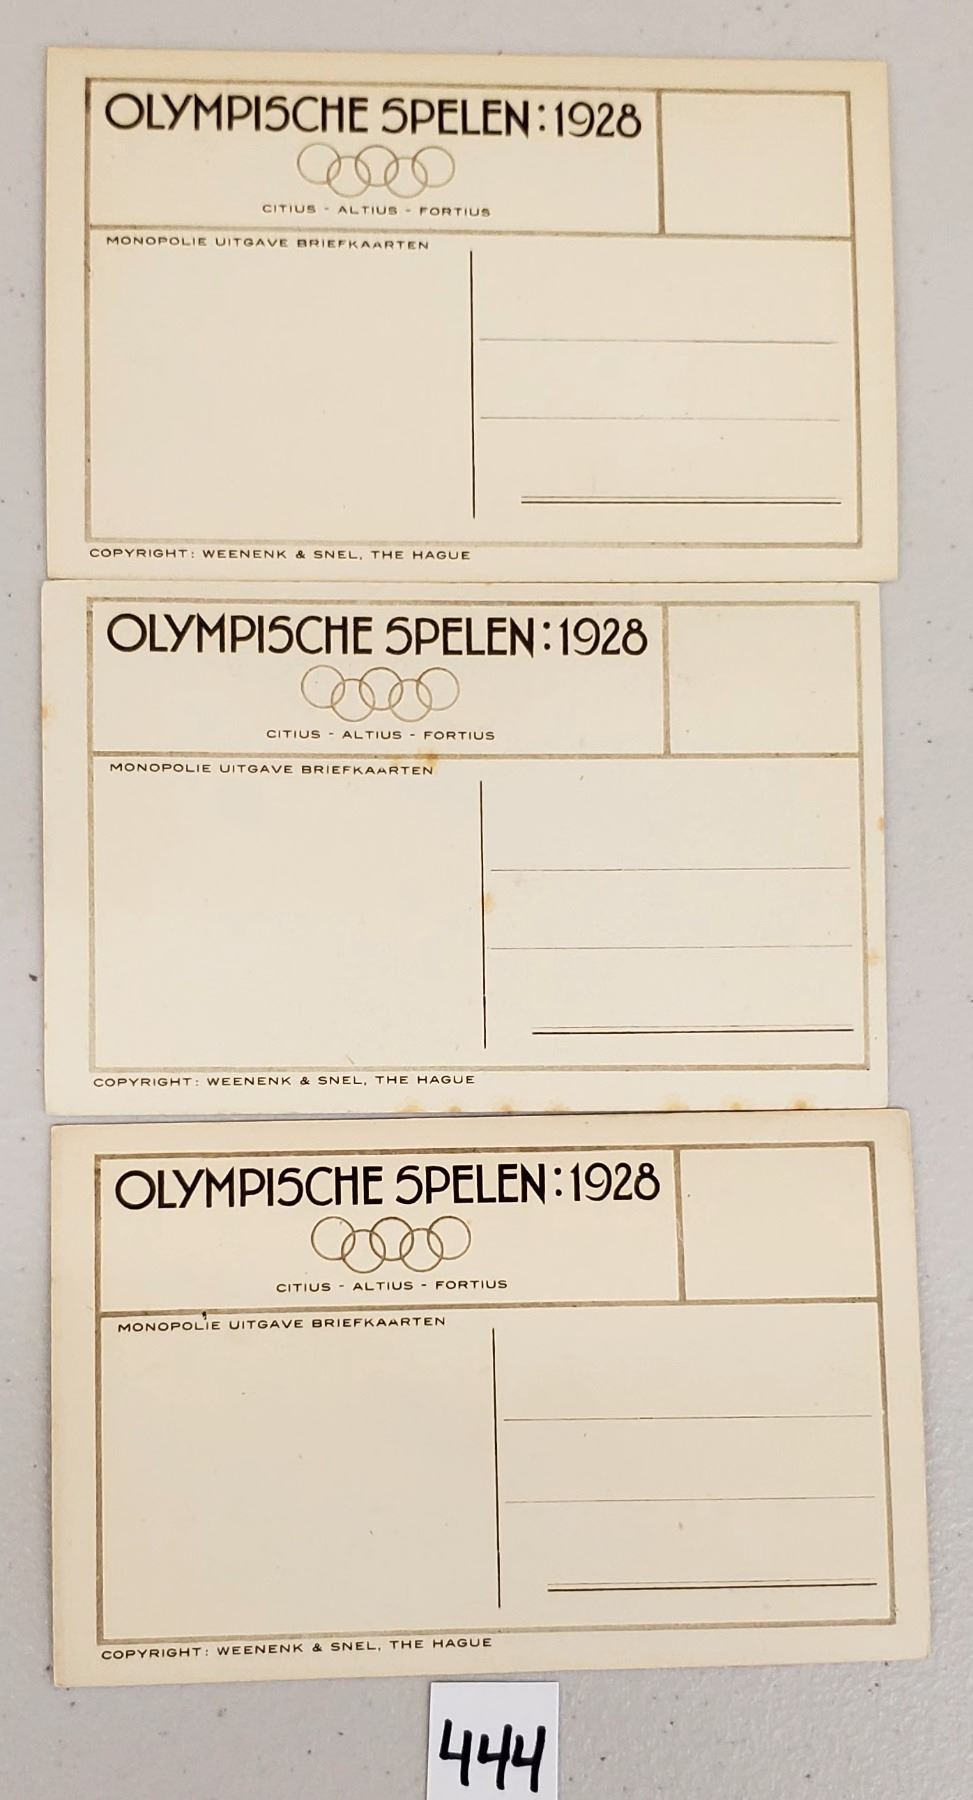 OLYMPISCHE SPELEN: 1928
CITIUS - ALTIUS - FORTIUS
MONOPOLIE UITGAVE BRIEFKAARTEN
COPYRIGHT: WEENENK & SNEL, THE HAGUE
OLYMPISCHE SPELEN: 1928
CITIUS - ALTIUS - FORTIUS
MONOPOLIE UITGAVE BRIEFKAARTEN
COPYRIGHT: WEENENK & SNEL, THE HAGUE
OLYMPISCHE SPELEN: 1928
CITIUS - ALTIUS - FORTIUS
MONOPOLIE UITGAVE BRIEFKAARTEN
COPYRIGHT: WEENENK & SNEL, THE HAGUE
444